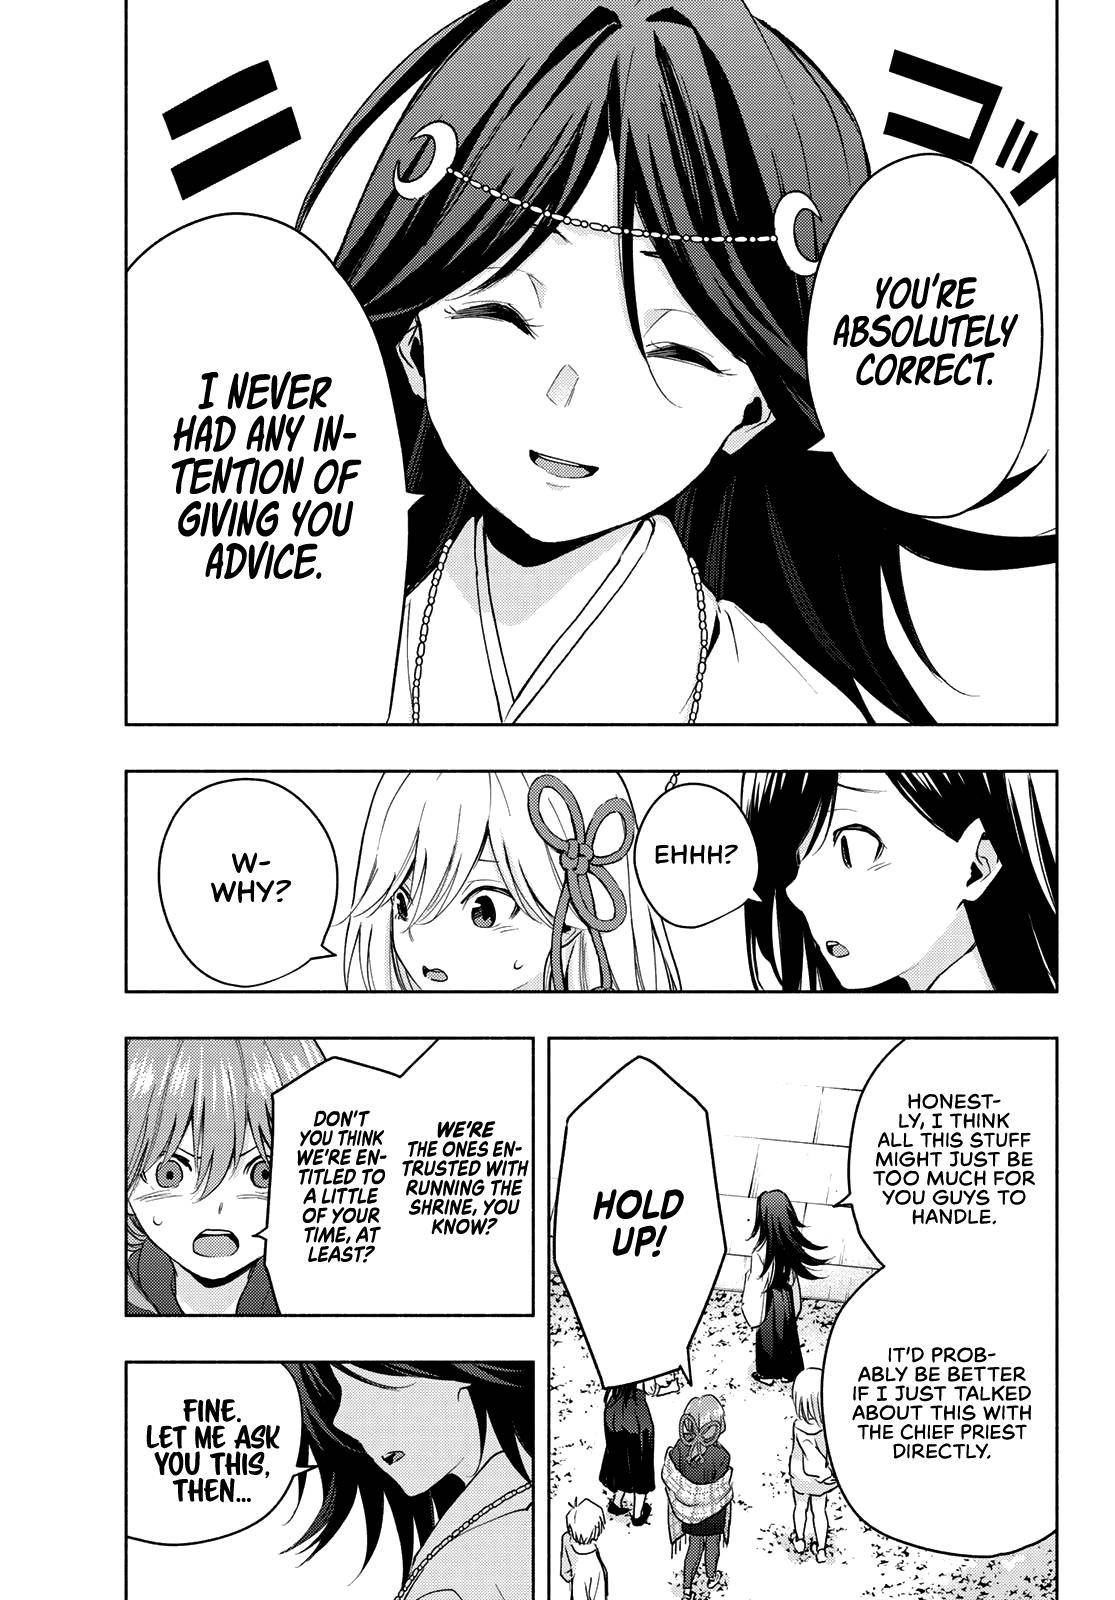 コッ
ニ
YOU'RE
ABSOLUTELY
CORRECT.
I NEVER
HAD ANY IN-
TENTION OF
GIVING YOU
ADVICE.
EHHH?
W-
WHY?
HONEST-
LY, I THINK
ALL THIS STUFF
MIGHT JUST BE
TOO MUCH FOR
YOU GUYS TO
HANDLE.
IT'D PROB-
ABLY BE BETTER
IF I JUST TALKED
ABOUT THIS WITH
THE CHIEF PRIEST
DIRECTLY.
HOLD
UP!
WE'RE
THE ONES EN-
TRUSTED WITH
RUNNING THE
SHRINE, YOU
KNOW?
DON'T
YOU THINK
WE'RE EN-
TITLED TO
A LITTLE
OF YOUR
TIME, AT
LEAST?
FINE.
LET ME ASK
YOU THIS,
THEN...